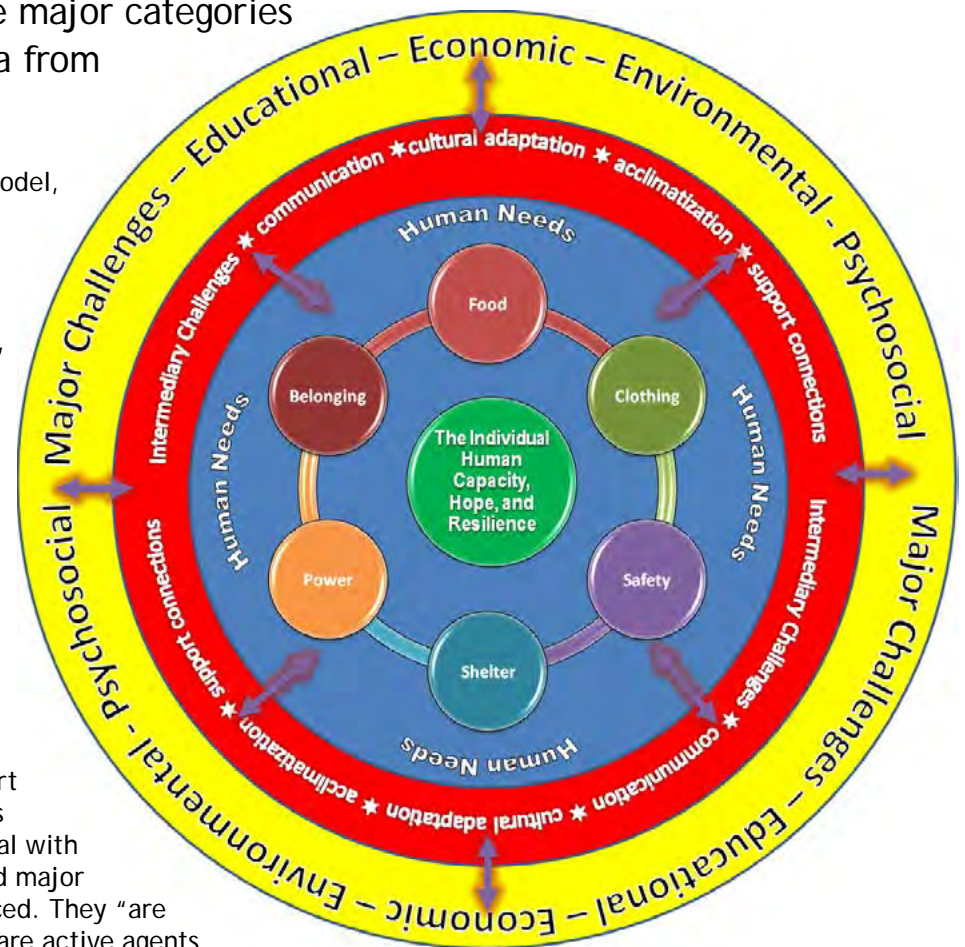 e major categories
a from
odel,
Major Challenges – Educational – Economic – Environmental - Psychosocial
Major Challenges – Educational – Economic – Environmental - Psychosocial
Intermediary Challenges * communication * cultural adaptation * acclimatization * support connections
Intermediary Challenges * communication * cultural adaptation * acclimatization * support connections
Human Needs
Human Needs
Human Needs
Human Needs
Food
Clothing
Safety
Shelter
Power
Belonging
The Individual
Human
Capacity,
Hope, and
Resilience
rt
s
al with
d major
ced. They “are
are active agents